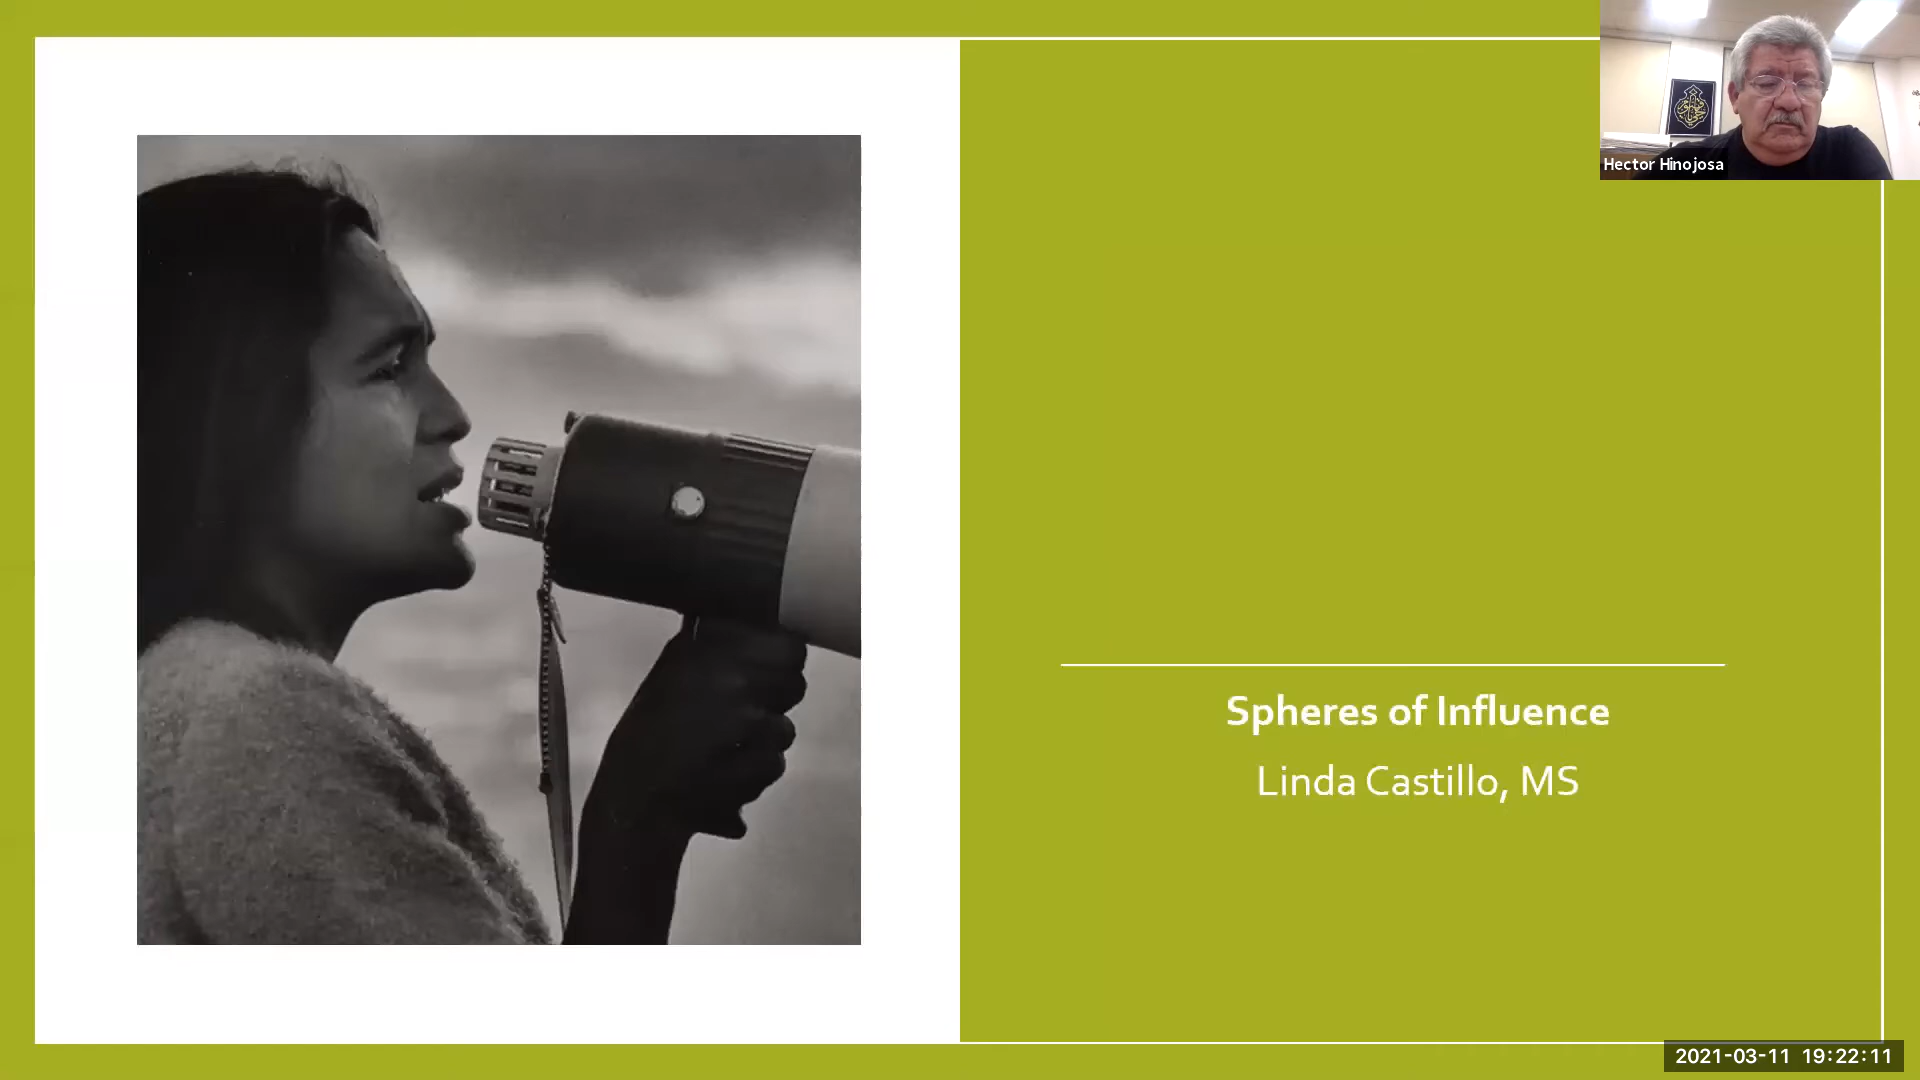 Hector Hinojosa
Spheres of Influence
Linda Castillo, MS
2021-03-11 19:22:11